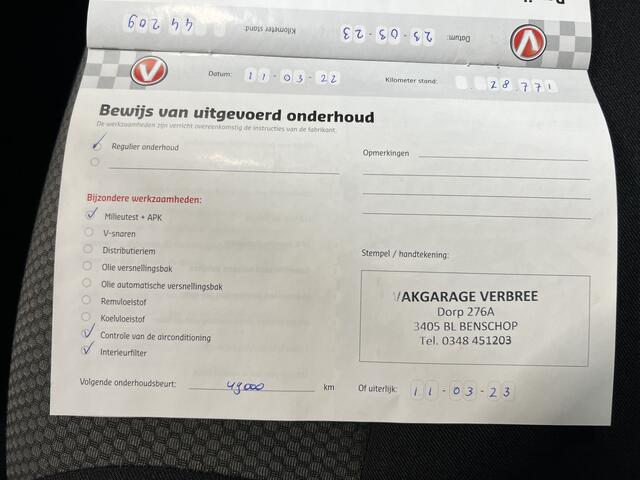 Datum: 23-03-23 Kilometer stand: 44 209
Datum: 11-03-22 Kilometer stand: 28.771
Bewijs van uitgevoerd onderhoud
De werkzaamheden zijn verricht overeenkomstig de instructies van de fabrikant.
Regulier onderhoud
Opmerkingen
Bijzondere werkzaamheden:
Milieutest + APK
V-snaren
Distributieriem
Olie versnellingsbak
Olie automatische versnellingsbak
Remvloeistof
Koelvloeistof
Controle van de airconditioning
Interieurfilter
Stempel / handtekening:
VAKGARAGE VERBREE
Dorp 276A
3405 BL BENSCHOP
Tel. 0348 451203
Volgende onderhoudsbeurt: km
Of uiterlijk: 11-03-23